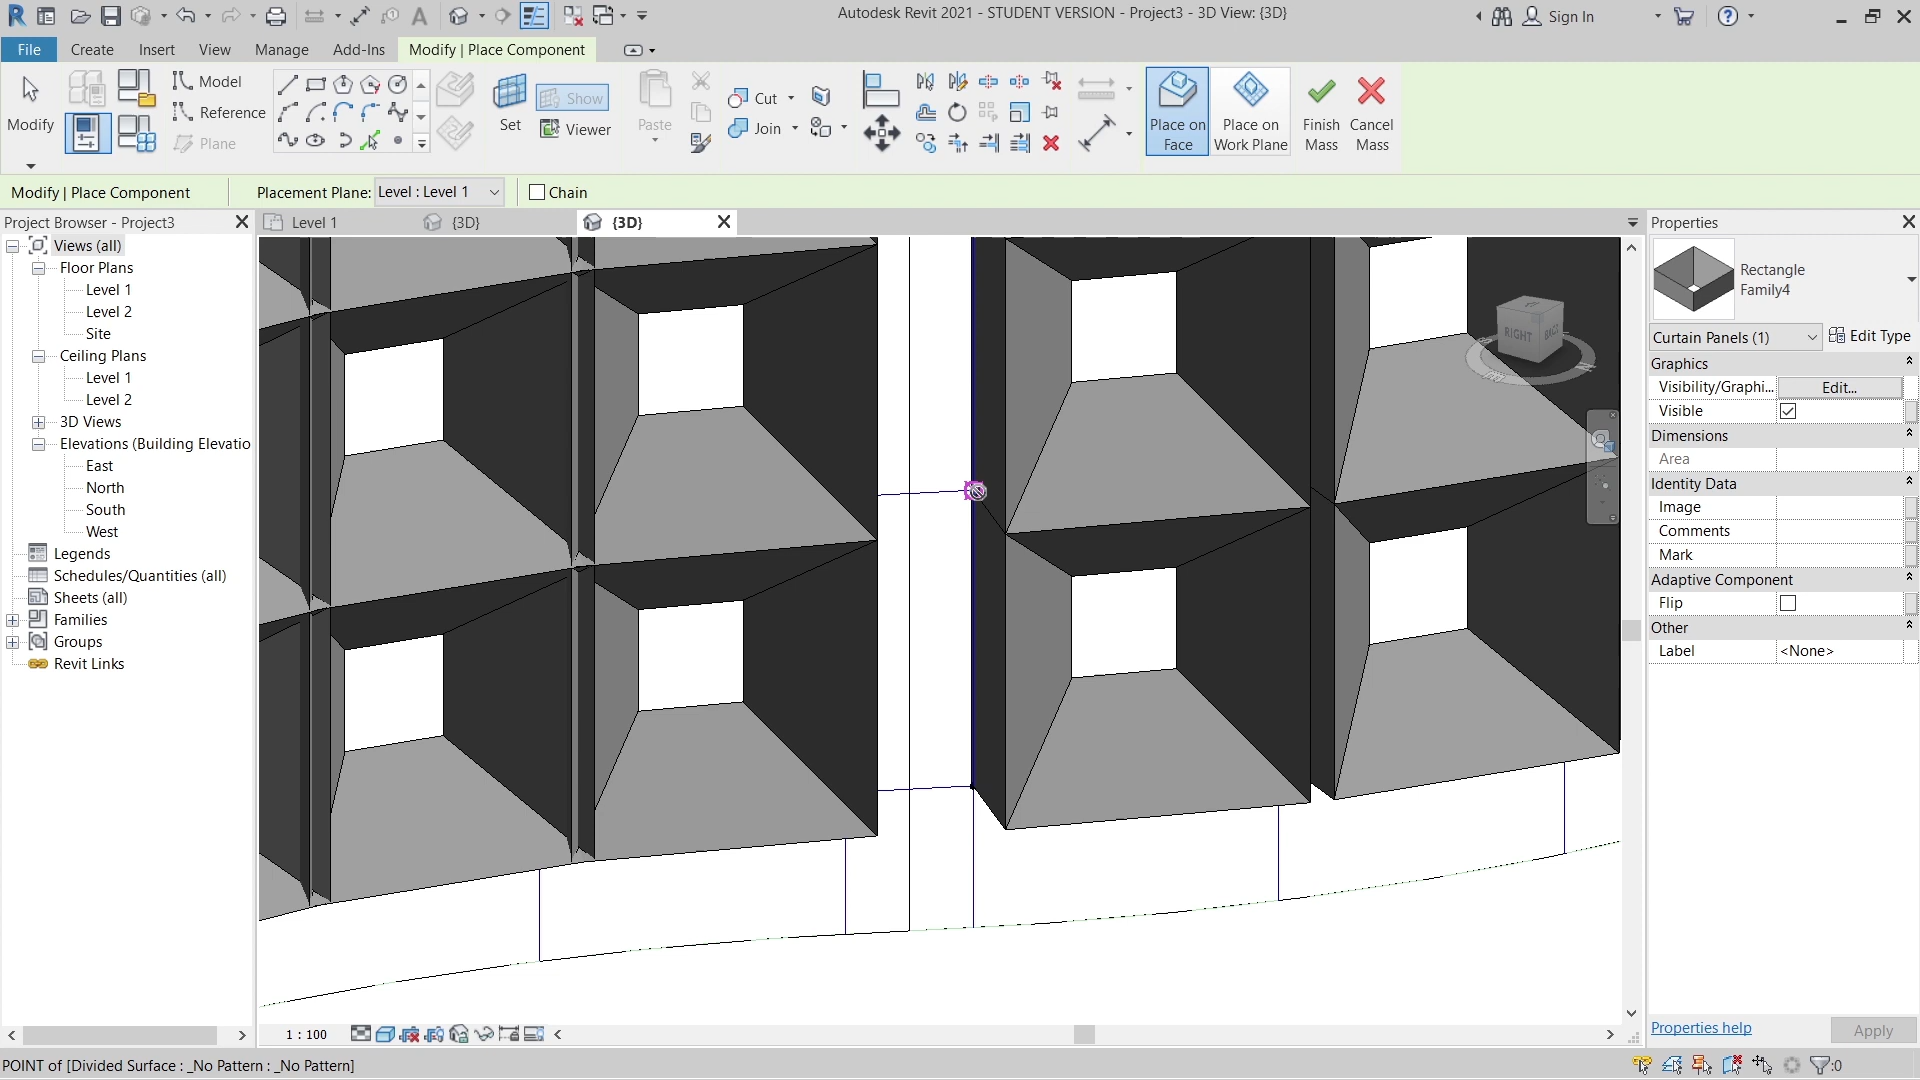 Autodesk Revit 2021 - STUDENT VERSION - Project3 - 3D View: {3D}
Sign In
File
Create
Insert
View
Manage
Add-Ins
Modify | Place Component
Modify
Model
Reference
Plane
Set
Show
Viewer
Paste
Cut
Join
Place on Face
Place on Work Plane
Finish Mass
Cancel Mass
Modify | Place Component
Placement Plane:
Level : Level 1
Chain
Project Browser - Project3
Level 1
{3D}
{3D}
Properties
Views (all)
Floor Plans
Level 1
Level 2
Site
Ceiling Plans
Level 1
Level 2
3D Views
Elevations (Building Elevatio
East
North
South
West
Legends
Schedules/Quantities (all)
Sheets (all)
Families
Groups
Revit Links
RIGHT
BACK
Rectangle
Family4
Curtain Panels (1)
Edit Type
Graphics
Visibility/Graphi...
Edit...
Visible
Dimensions
Area
Identity Data
Image
Comments
Mark
Adaptive Component
Flip
Other
Label
<None>
Properties help
Apply
1 : 100
POINT of [Divided Surface : _No Pattern : _No Pattern]
:0